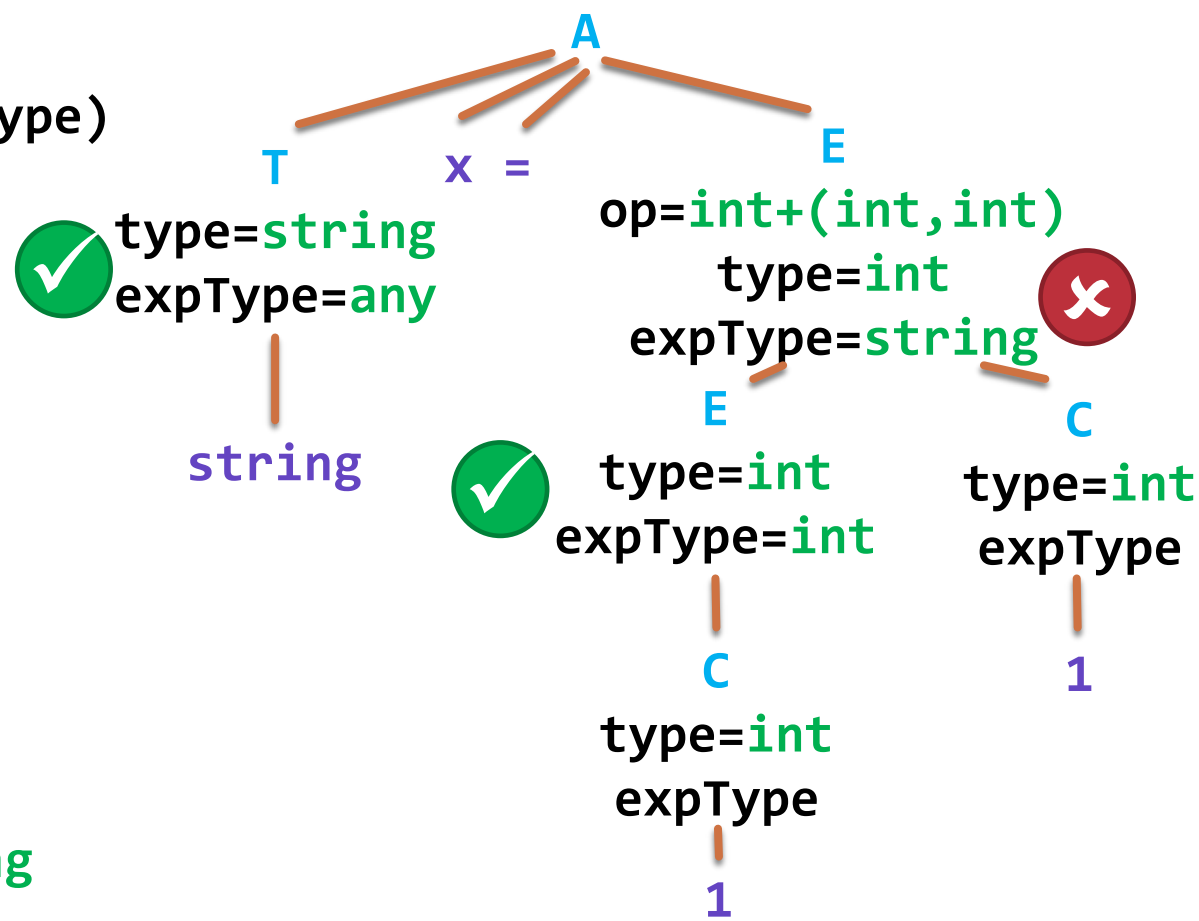 A
ype)
T
x =
E
type=string
expType=any
op=int+(int,int)
type=int
expType=string
string
E
type=int
expType=int
C
type=int
expType
C
type=int
expType
1
1
g